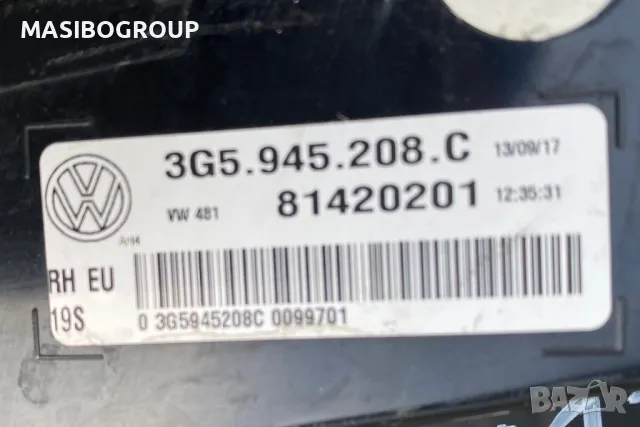 MASIBOGROUP
3G5.945.208.C 13/09/17
VW 481 81420201 12:35:31
RH EU
19S 0 3G5945208C 0099701
BAZAR